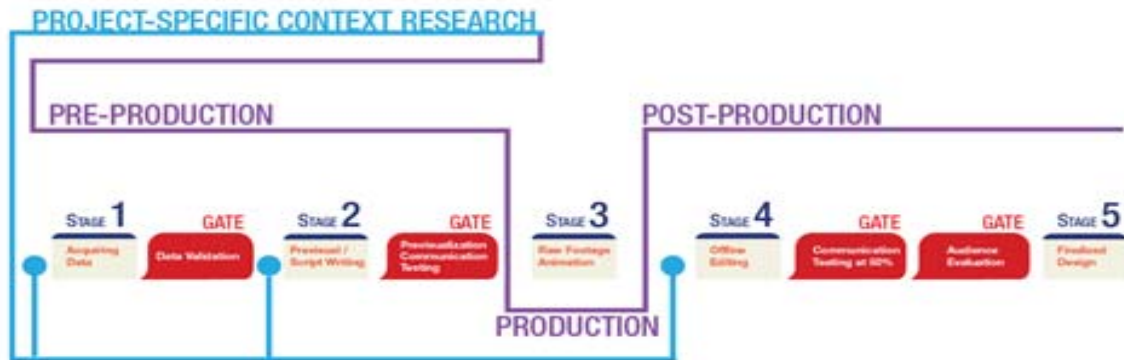 PROJECT-SPECIFIC CONTEXT RESEARCH
PRE-PRODUCTION
POST-PRODUCTION
STAGE 1
Acquiring
Data
GATE
Data Validation
STAGE 2
Previsual /
Script Writing
GATE
Previsualization
Communication
Testing
STAGE 3
Raw Footage
Animation
STAGE 4
Offline
Editing
GATE
Communication
Testing at
GATE
Audience
Evaluation
STAGE 5
Finalized
Design
PRODUCTION